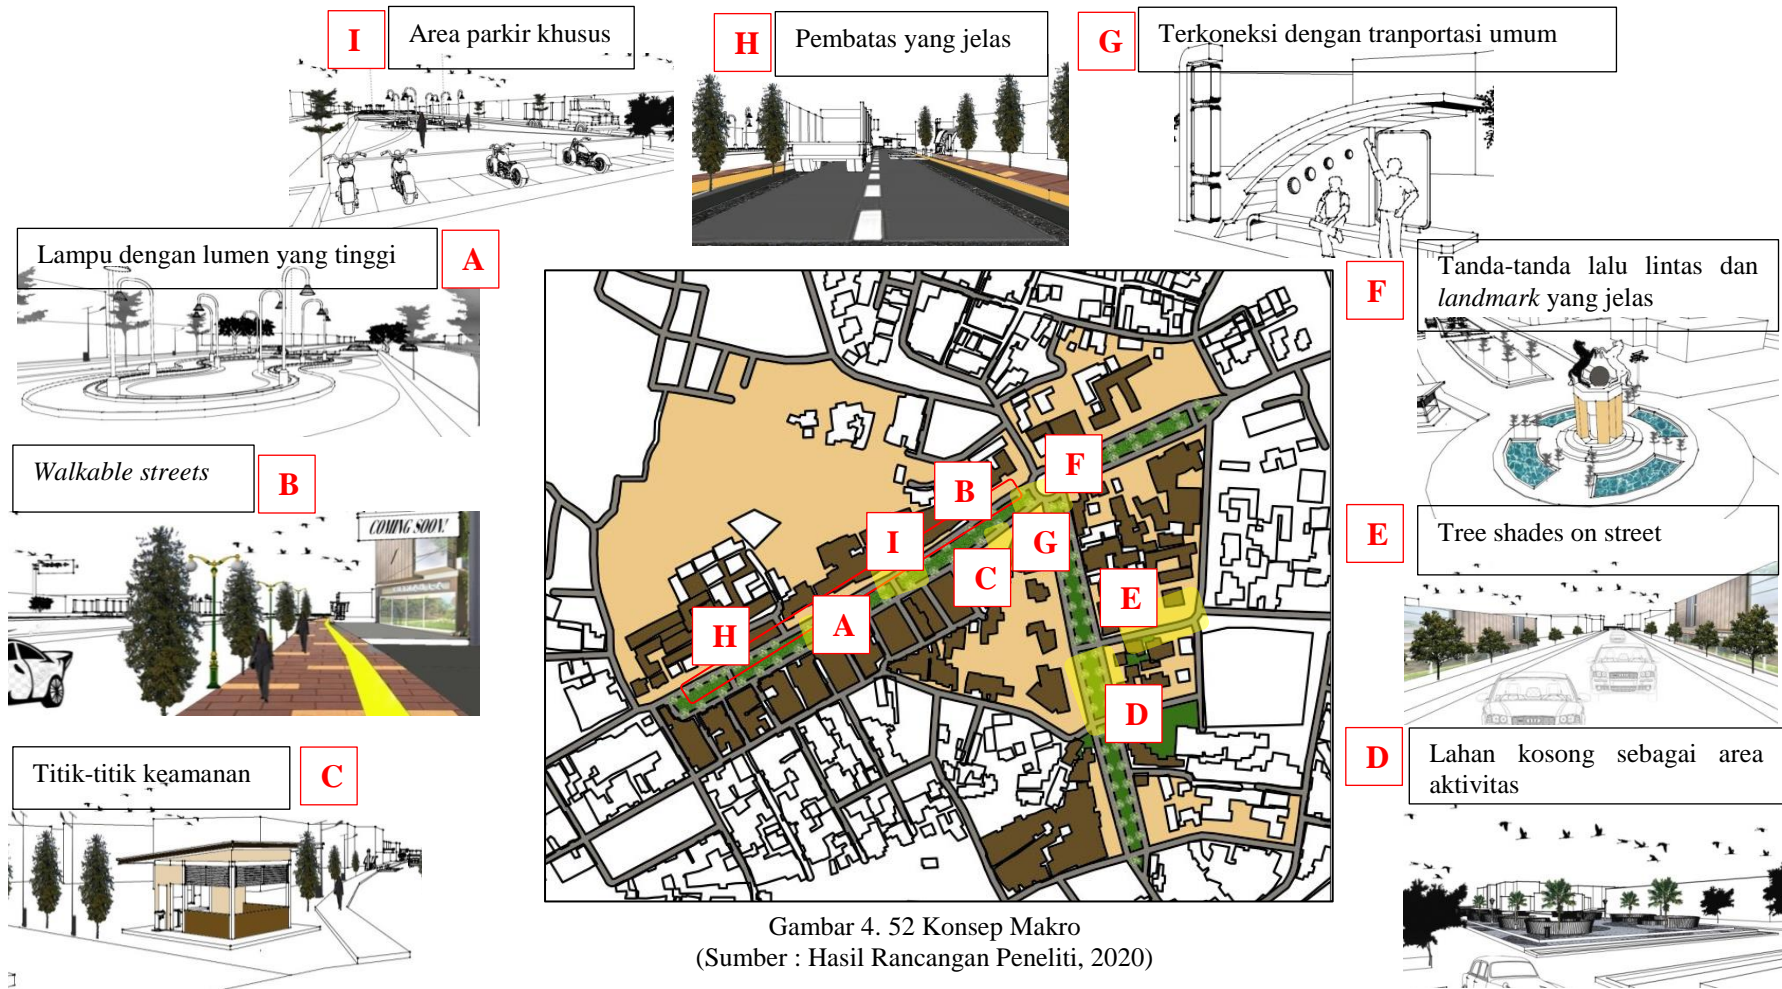 I
Area parkir khusus
H
Pembatas yang jelas
G
Terkoneksi dengan tranportasi umum
Lampu dengan lumen yang tinggi
A
F
Tanda-tanda lalu lintas dan
landmark yang jelas
Walkable streets
B
COMING SOON!
E
Tree shades on street
Titik-titik keamanan
C
D
Lahan kosong sebagai area
aktivitas
F
B
I
G
C
E
A
H
D
Gambar 4. 52 Konsep Makro
(Sumber : Hasil Rancangan Peneliti, 2020)